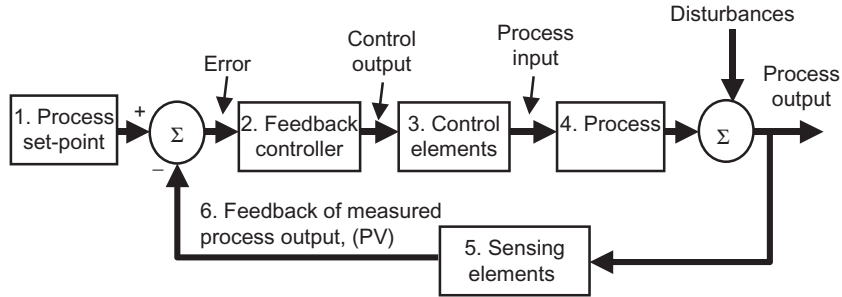 Disturbances
Control
output
Process
input
Error
Process
output
1. Process
set-point
+
Σ
−
2. Feedback
controller
3. Control
elements
4. Process
Σ
6. Feedback of measured
process output, (PV)
5. Sensing
elements